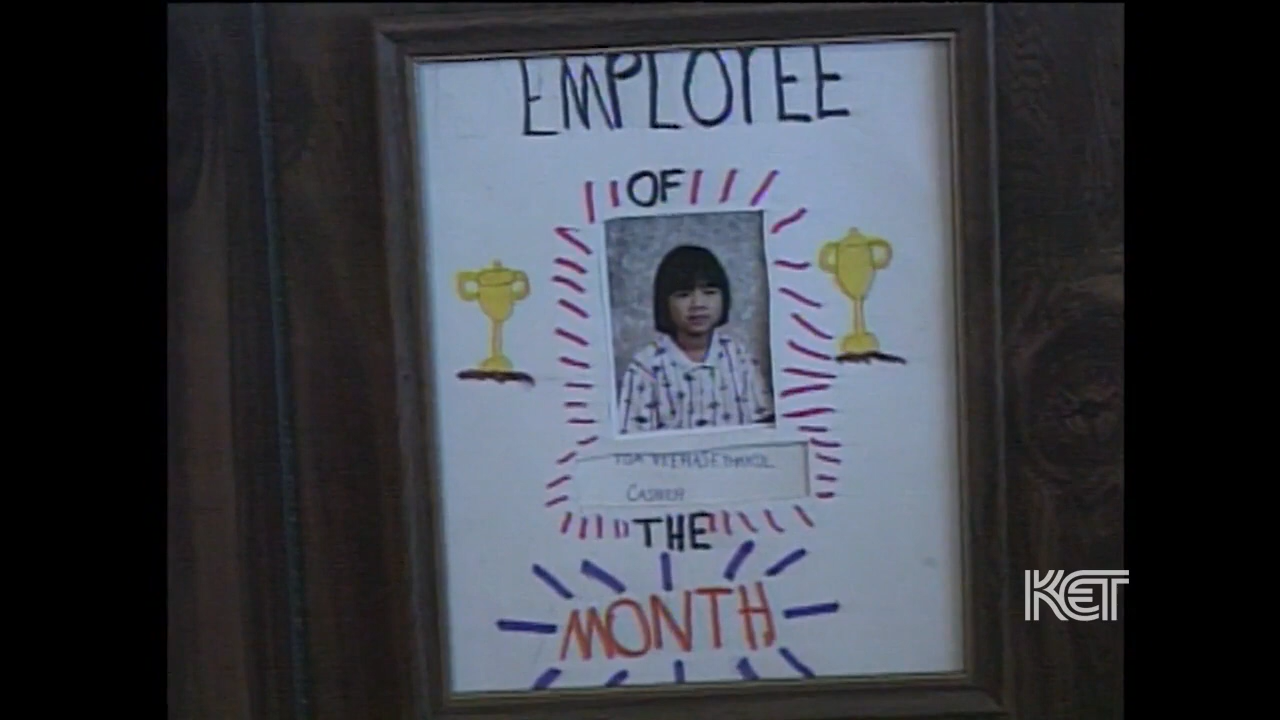 EMPLOYEE
OF
CASHIER
THE
MONTH
KET